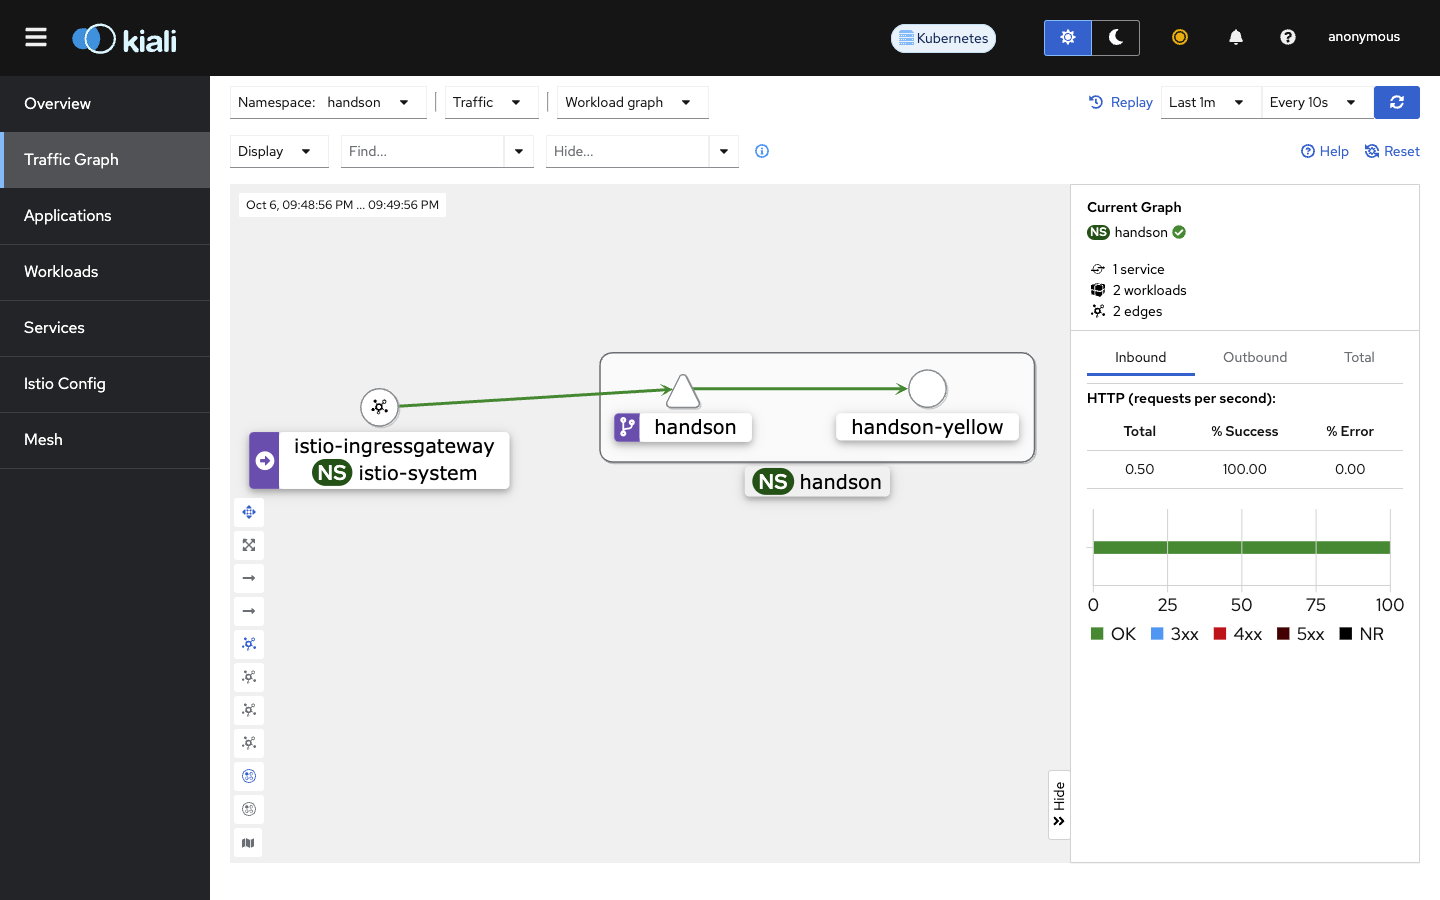 kiali
Kubernetes
anonymous
Overview
Traffic Graph
Applications
Workloads
Services
Istio Config
Mesh
Namespace: handson
Traffic
Workload graph
Replay
Last 1m
Every 10s
Display
Find...
Hide...
Help
Reset
Oct 6, 09:48:56 PM ... 09:49:56 PM
istio-ingressgateway
NS istio-system
handson
handson-yellow
NS handson
Hide
Current Graph
NS handson
1 service
2 workloads
2 edges
Inbound Outbound Total
HTTP (requests per second):
Total % Success % Error
0.50 100.00 0.00
0 25 50 75 100
OK 3xx 4xx 5xx NR